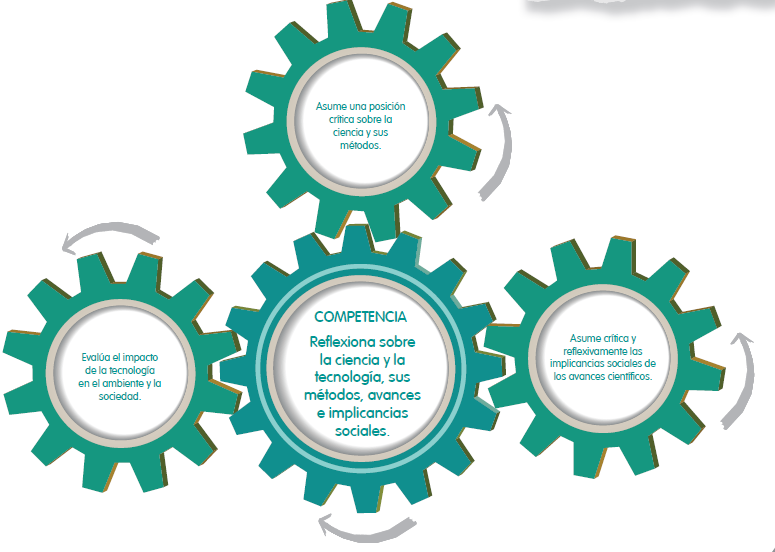 Asume una posición
crítica sobre la
ciencia y sus
métodos.
Evalúa el impacto
de la tecnología
en el ambiente y la
sociedad.
COMPETENCIA
Reflexiona sobre
la ciencia y la
tecnología, sus
métodos, avances
e implicancias
sociales.
Asume crítica y
reflexivamente las
implicancias sociales de
los avances científicos.